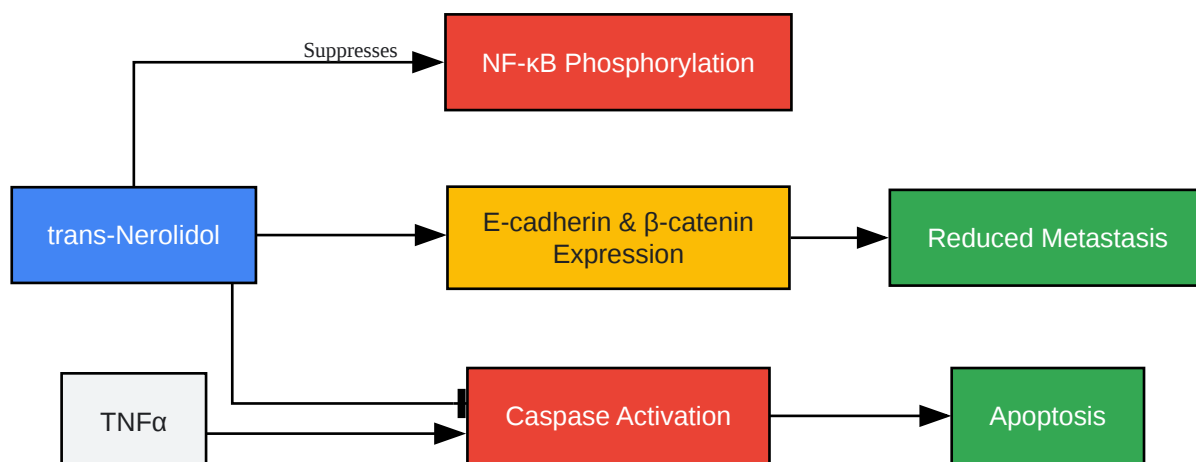 Suppresses
NF-κB Phosphorylation
trans-Nerolidol
E-cadherin & β-catenin
Expression
Reduced Metastasis
TNFα
Caspase Activation
Apoptosis